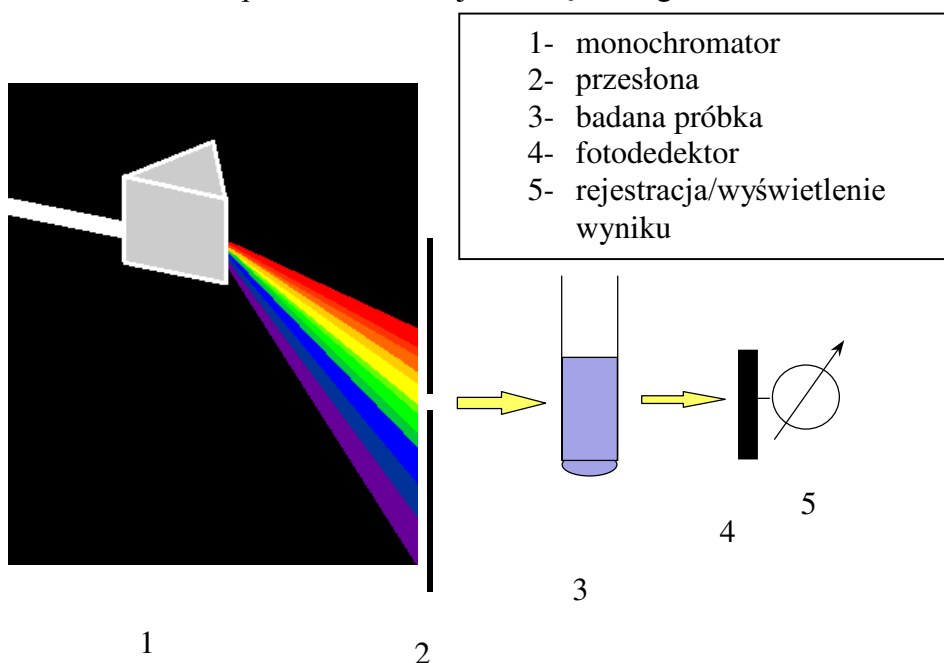 1- monochromator
2- przesłona
3- badana próbka
4- fotodedektor
5- rejestracja/wyświetlenie
wyniku
5
4
3
1
2